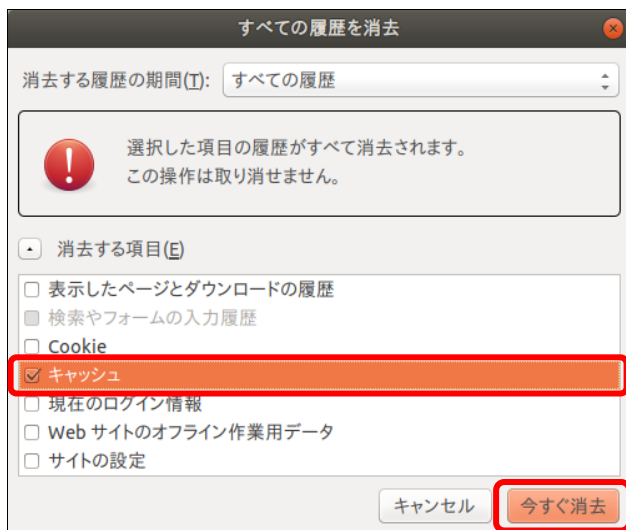 すべての履歴を消去
消去する履歴の期間(T): すべての履歴
選択した項目の履歴がすべて消去されます。
この操作は取り消せません。
消去する項目(E)
表示したページとダウンロードの履歴
検索やフォームの入力履歴
Cookie
キャッシュ
現在のログイン情報
Web サイトのオフライン作業用データ
サイトの設定
キャンセル 今すぐ消去